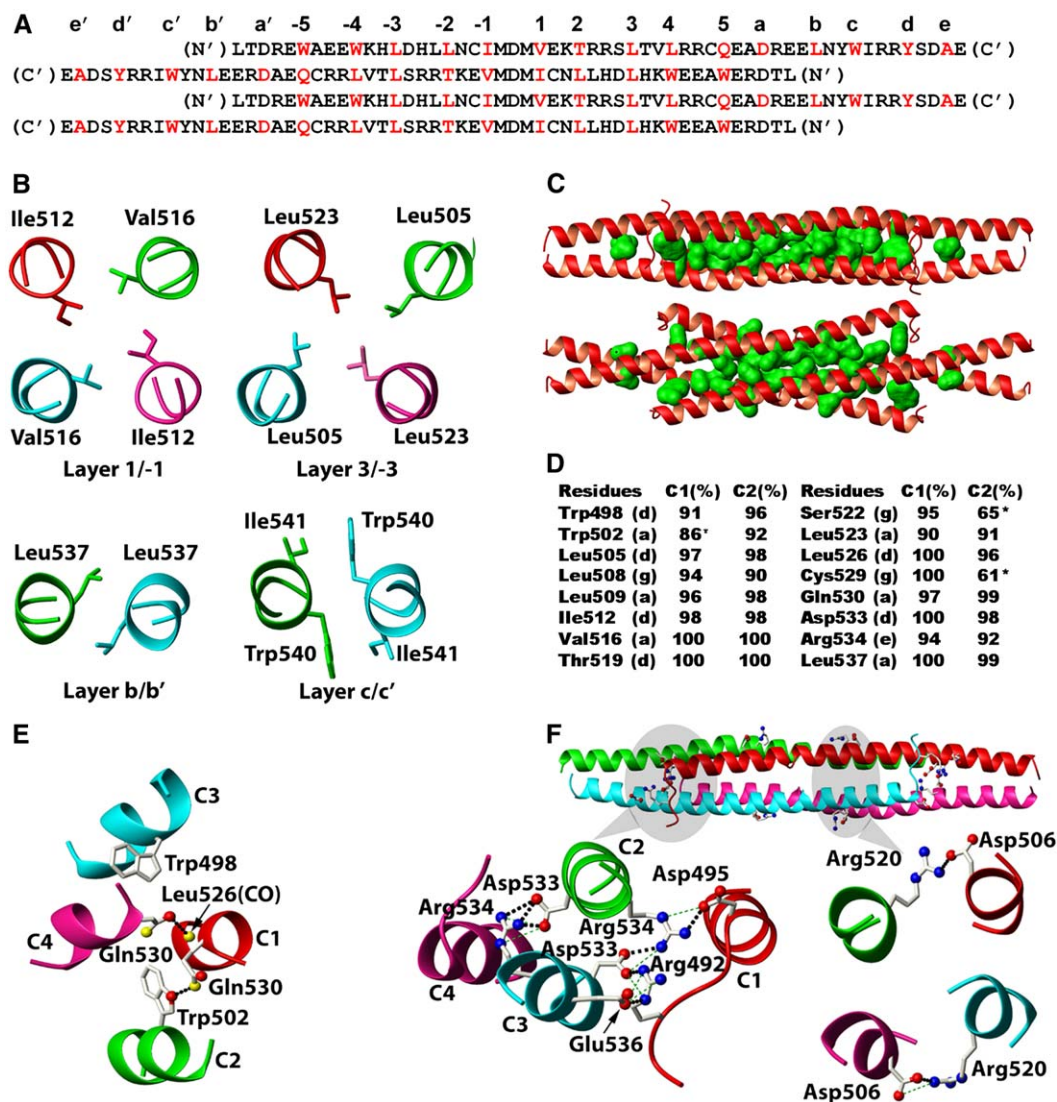 A
e′ d′ c′ b′ a′ -5 -4 -3 -2 -1 1 2 3 4 5 a b c d e
(N′)LTDREWAEEWKHLDHLLNCIMDMVEKTRRSLTVLRRCQEADREELNYWIRRYSDAE(C′)
(C′)EADSYRRIWYNLEERDAEQCRRLVTLSRRTKEVMDMICNLLHDLHKWEEAWERDTL(N′)
(N′)LTDREWAEEWKHLDHLLNCIMDMVEKTRRSLTVLRRCQEADREELNYWIRRYSDAE(C′)
(C′)EADSYRRIWYNLEERDAEQCRRLVTLSRRTKEVMDMICNLLHDLHKWEEAWERDTL(N′)
B
Ile512 Val516 Leu523 Leu505
Val516 Ile512 Leu505 Leu523
Layer 1/-1 Layer 3/-3
Leu537 Leu537 Ile541 Trp540
Trp540 Ile541
Layer b/b′ Layer c/c′
C
D
Residues C1(%) C2(%) Residues C1(%) C2(%)
Trp498 (d) 91 96 Ser522 (g) 95 65*
Trp502 (a) 86* 92 Leu523 (a) 90 91
Leu505 (d) 97 98 Leu526 (d) 100 96
Leu508 (g) 94 90 Cys529 (g) 100 61*
Leu509 (a) 96 98 Gln530 (a) 97 99
Ile512 (d) 98 98 Asp533 (d) 100 98
Val516 (a) 100 100 Arg534 (e) 94 92
Thr519 (d) 100 100 Leu537 (a) 100 99
E
C3
Trp498
Leu526(CO)
C4
Gln530
C1
Gln530
Trp502
C2
F
C2
Asp533
Asp495
Arg534
Arg534
Asp533
Arg492
C4
C3
C1
Glu536
Arg520
Asp506
Arg520
Asp506